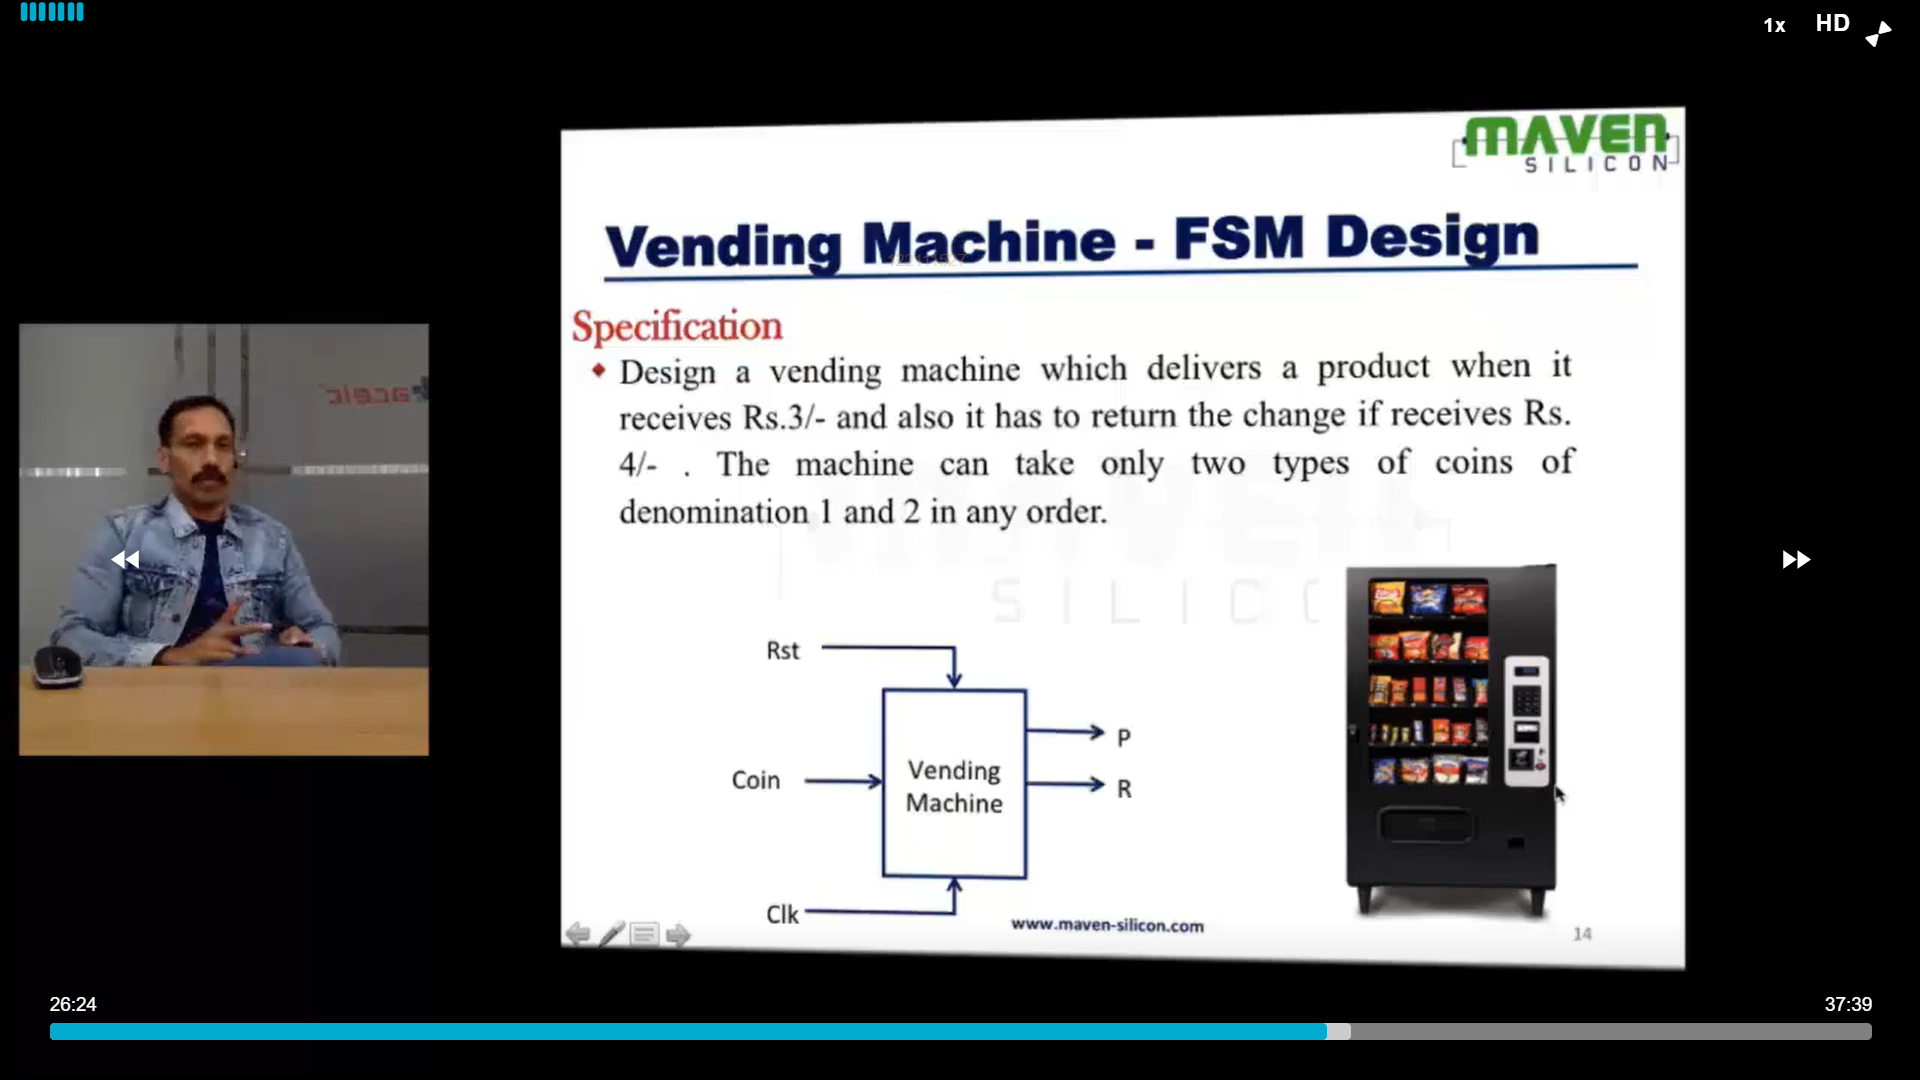 1x HD
MAVEN
SILICON
Vending Machine - FSM Design
Specification
Design a vending machine which delivers a product when it
receives Rs.3/- and also it has to return the change if receives Rs.
4/- . The machine can take only two types of coins of
denomination 1 and 2 in any order.
SILICO
Rst
P
Vending
Coin
R
Machine
Clk
www.maven-silicon.com
14
26:24
37:39